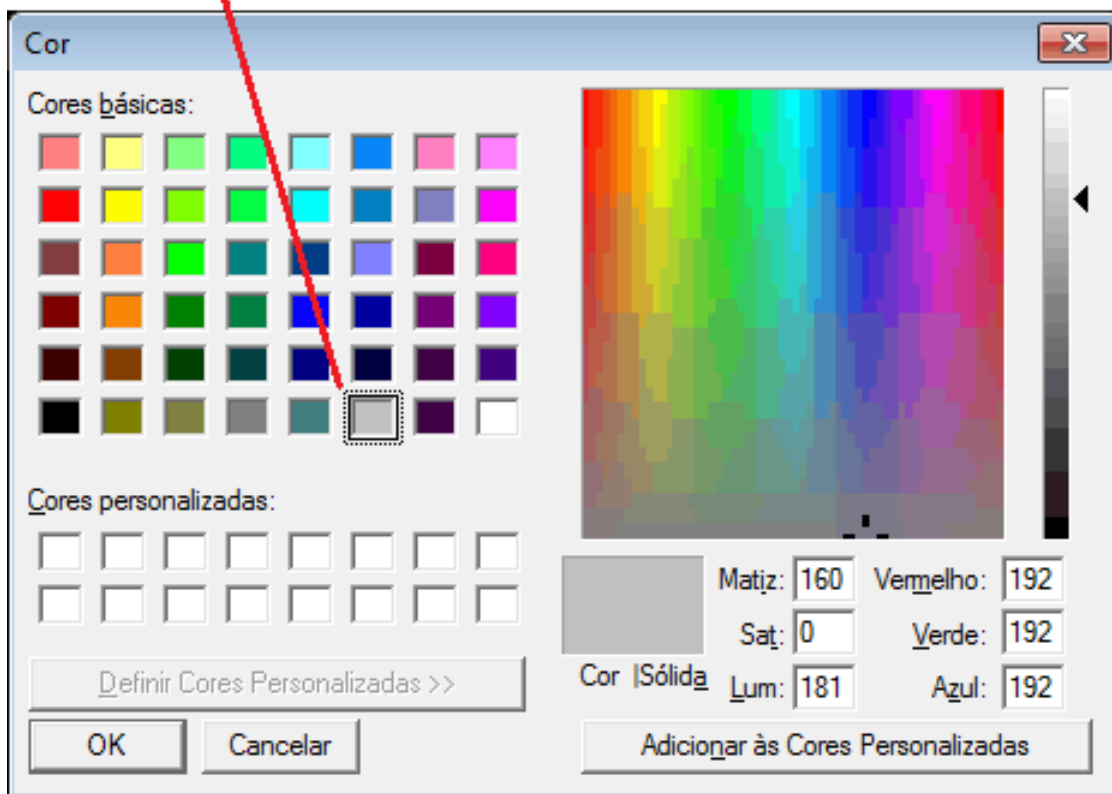 Cor
Cores básicas:
Cores personalizadas:
Definir Cores Personalizadas >>
OK Cancelar
Cor |Sólida
Matiz: 160 Vermelho: 192
Sat: 0 Verde: 192
Lum: 181 Azul: 192
Adicionar às Cores Personalizadas